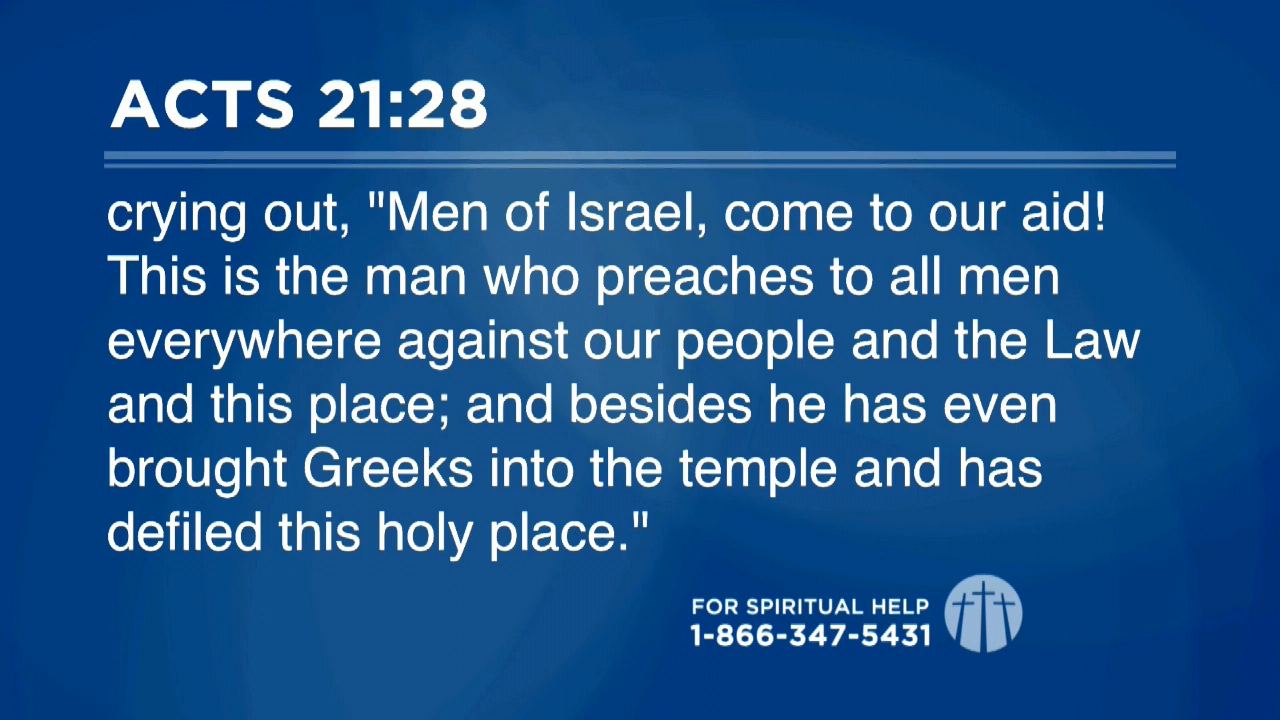 ACTS 21:28
crying out, "Men of Israel, come to our aid!
This is the man who preaches to all men
everywhere against our people and the Law
and this place; and besides he has even
brought Greeks into the temple and has
defiled this holy place."
FOR SPIRITUAL HELP
1-866-347-5431